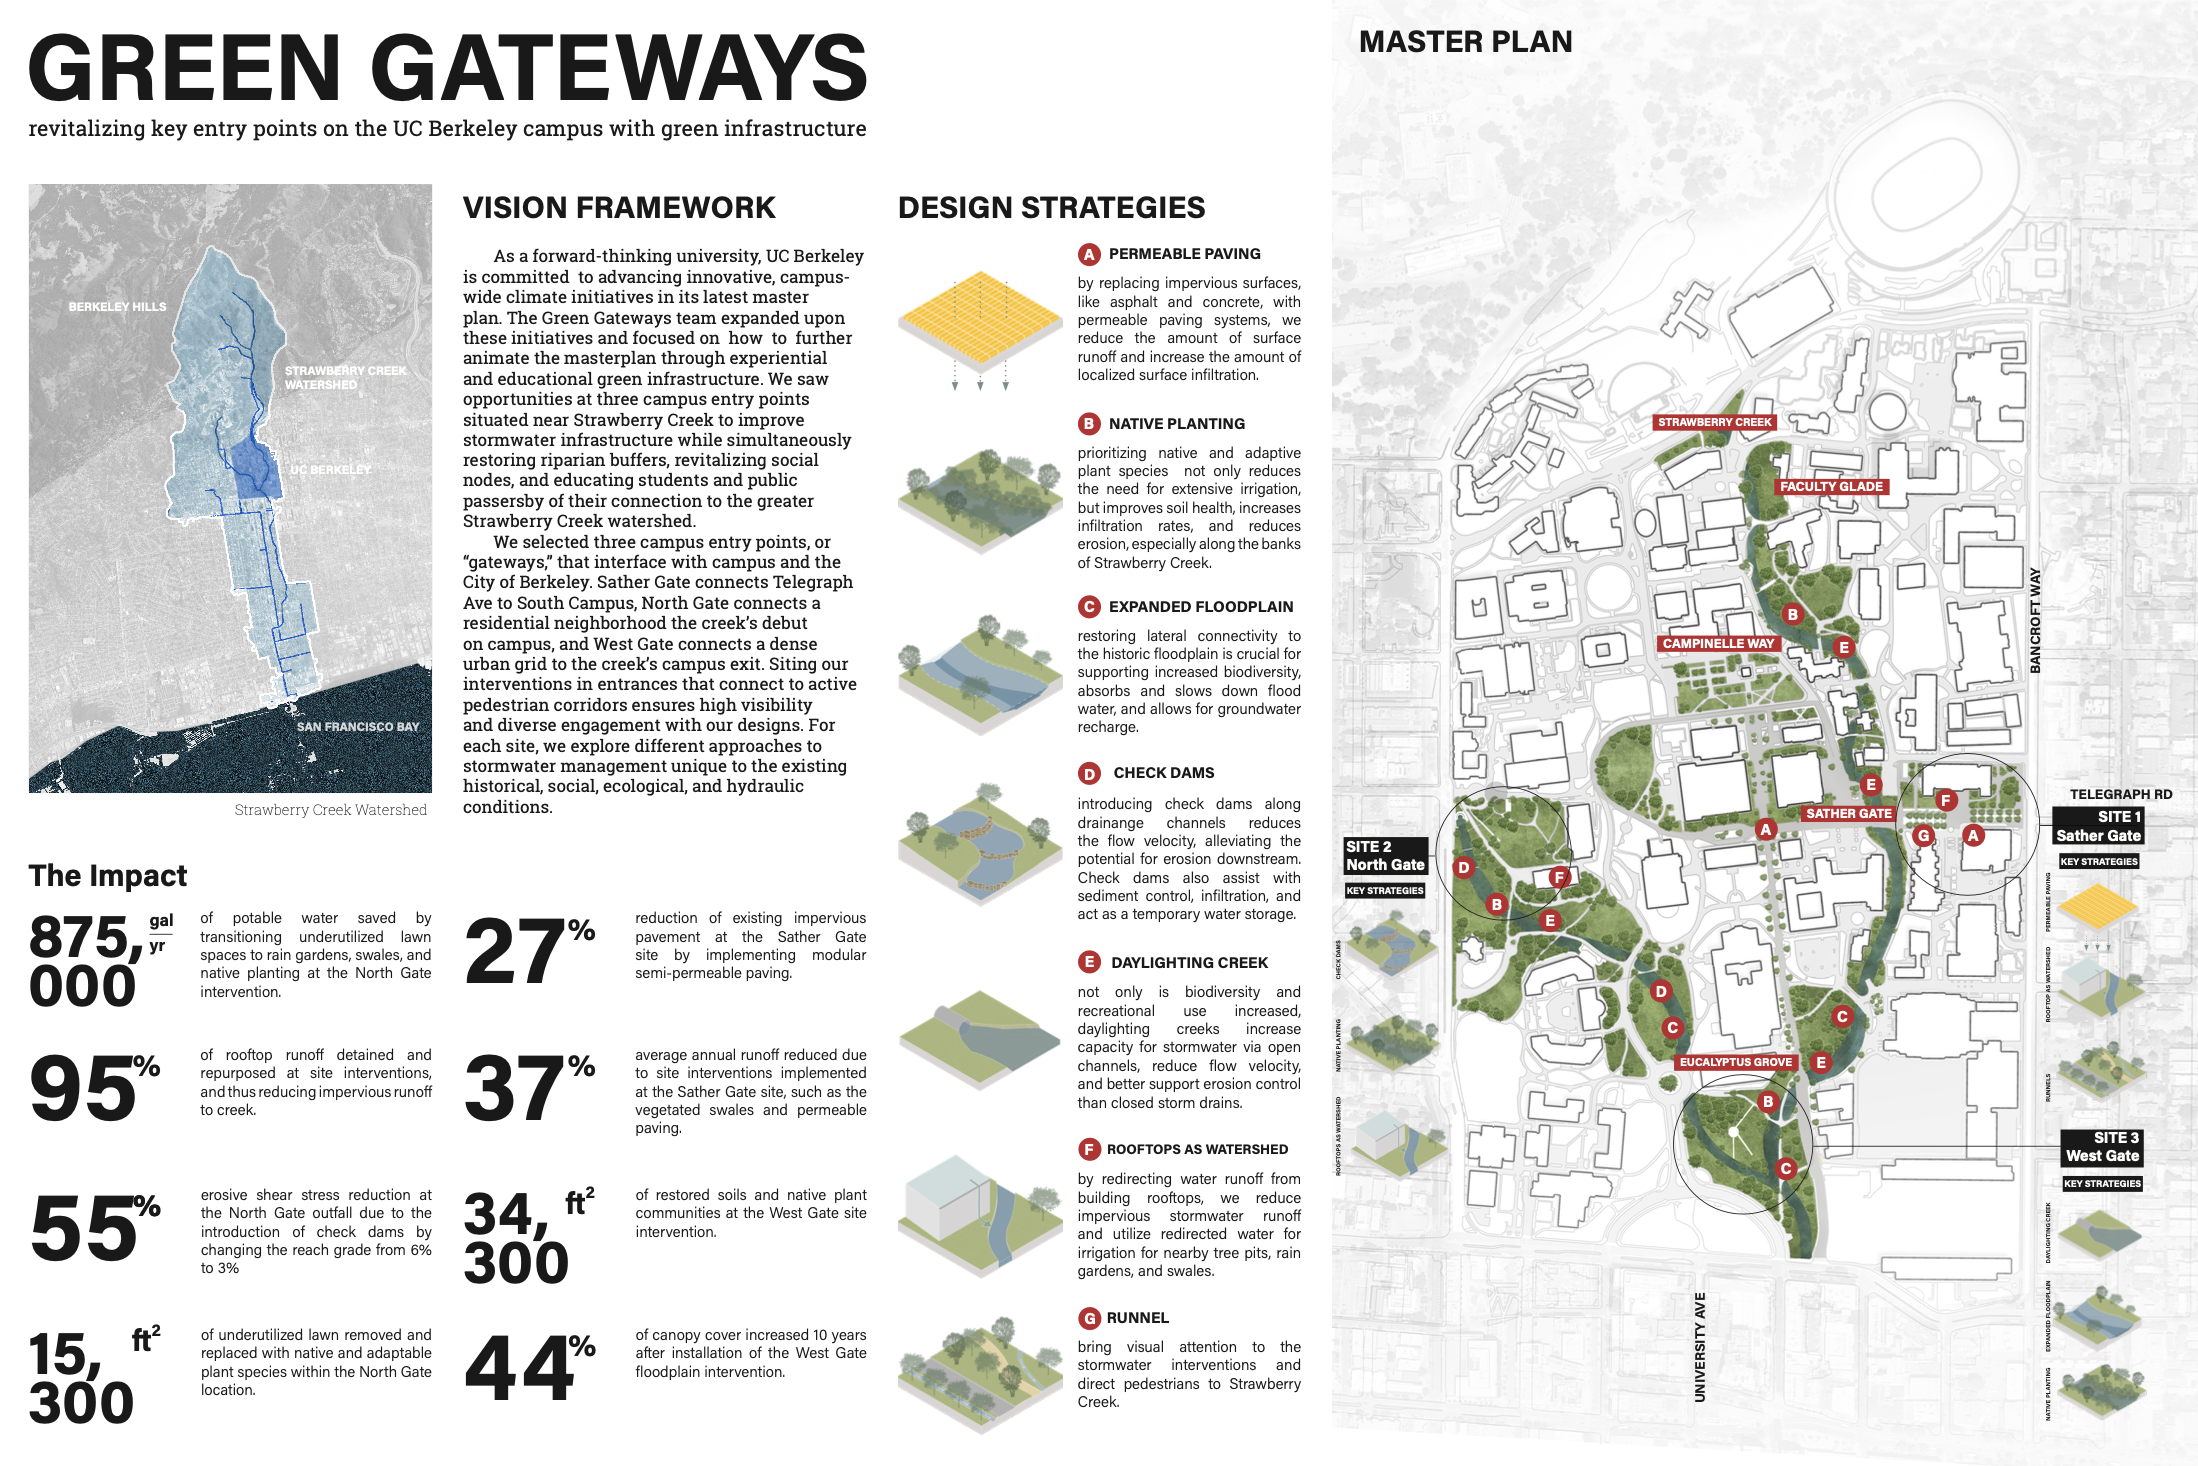 GREEN GATEWAYS
revitalizing key entry points on the UC Berkeley campus with green infrastructure
BERKELEY HILLS
STRAWBERRY CREEK
WATERSHED
UC BERKELEY
SAN FRANCISCO BAY
Strawberry Creek Watershed
VISION FRAMEWORK
As a forward-thinking university, UC Berkeley
is committed to advancing innovative, campus-
wide climate initiatives in its latest master
plan. The Green Gateways team expanded upon
these initiatives and focused on how to further
animate the masterplan through experiential
and educational green infrastructure. We saw
opportunities at three campus entry points
situated near Strawberry Creek to improve
stormwater infrastructure while simultaneously
restoring riparian buffers, revitalizing social
nodes, and educating students and public
passersby of their connection to the greater
Strawberry Creek watershed.
We selected three campus entry points, or
“gateways,” that interface with campus and the
City of Berkeley. Sather Gate connects Telegraph
Ave to South Campus, North Gate connects a
residential neighborhood the creek’s debut
on campus, and West Gate connects a dense
urban grid to the creek’s campus exit. Siting our
interventions in entrances that connect to active
pedestrian corridors ensures high visibility
and diverse engagement with our designs. For
each site, we explore different approaches to
stormwater management unique to the existing
historical, social, ecological, and hydraulic
conditions.
The Impact
875,000 gal/yr
of potable water saved by
transitioning underutilized lawn
spaces to rain gardens, swales, and
native planting at the North Gate
intervention.
95%
of rooftop runoff detained and
repurposed at site interventions,
and thus reducing impervious runoff
to creek.
55%
erosive shear stress reduction at
the North Gate outfall due to the
introduction of check dams by
changing the reach grade from 6%
to 3%
15,300 ft²
of underutilized lawn removed and
replaced with native and adaptable
plant species within the North Gate
location.
27%
reduction of existing impervious
pavement at the Sather Gate
site by implementing modular
semi-permeable paving.
37%
average annual runoff reduced due
to site interventions implemented
at the Sather Gate site, such as the
vegetated swales and permeable
paving.
34,300 ft²
of restored soils and native plant
communities at the West Gate site
intervention.
44%
of canopy cover increased 10 years
after installation of the West Gate
floodplain intervention.
DESIGN STRATEGIES
A PERMEABLE PAVING
by replacing impervious surfaces,
like asphalt and concrete, with
permeable paving systems, we
reduce the amount of surface
runoff and increase the amount of
localized surface infiltration.
B NATIVE PLANTING
prioritizing native and adaptive
plant species not only reduces
the need for extensive irrigation,
but improves soil health, increases
infiltration rates, and reduces
erosion, especially along the banks
of Strawberry Creek.
C EXPANDED FLOODPLAIN
restoring lateral connectivity to
the historic floodplain is crucial for
supporting increased biodiversity,
absorbs and slows down flood
water, and allows for groundwater
recharge.
D CHECK DAMS
introducing check dams along
drainange channels reduces
the flow velocity, alleviating the
potential for erosion downstream.
Check dams also assist with
sediment control, infiltration, and
act as a temporary water storage.
E DAYLIGHTING CREEK
not only is biodiversity and
recreational use increased,
daylighting creeks increase
capacity for stormwater via open
channels, reduce flow velocity,
and better support erosion control
than closed storm drains.
F ROOFTOPS AS WATERSHED
by redirecting water runoff from
building rooftops, we reduce
impervious stormwater runoff
and utilize redirected water for
irrigation for nearby tree pits, rain
gardens, and swales.
G RUNNEL
bring visual attention to the
stormwater interventions and
direct pedestrians to Strawberry
Creek.
MASTER PLAN
STRAWBERRY CREEK
FACULTY GLADE
BANCROFT WAY
B
CAMPINELLE WAY
E
E
TELEGRAPH RD
F
SATHER GATE
SITE 1
Sather Gate
A
G
A
KEY STRATEGIES
PERMEABLE PAVING
ROOFTOP AS WATERSHED
RUNNELS
SITE 2
North Gate
KEY STRATEGIES
CHECK DAMS
NATIVE PLANTING
ROOFTOPS AS WATERSHED
D
F
B
E
D
C
C
EUCALYPTUS GROVE
E
B
C
SITE 3
West Gate
KEY STRATEGIES
DAYLIGHTING CREEK
EXPANDED FLOODPLAIN
NATIVE PLANTING
UNIVERSITY AVE